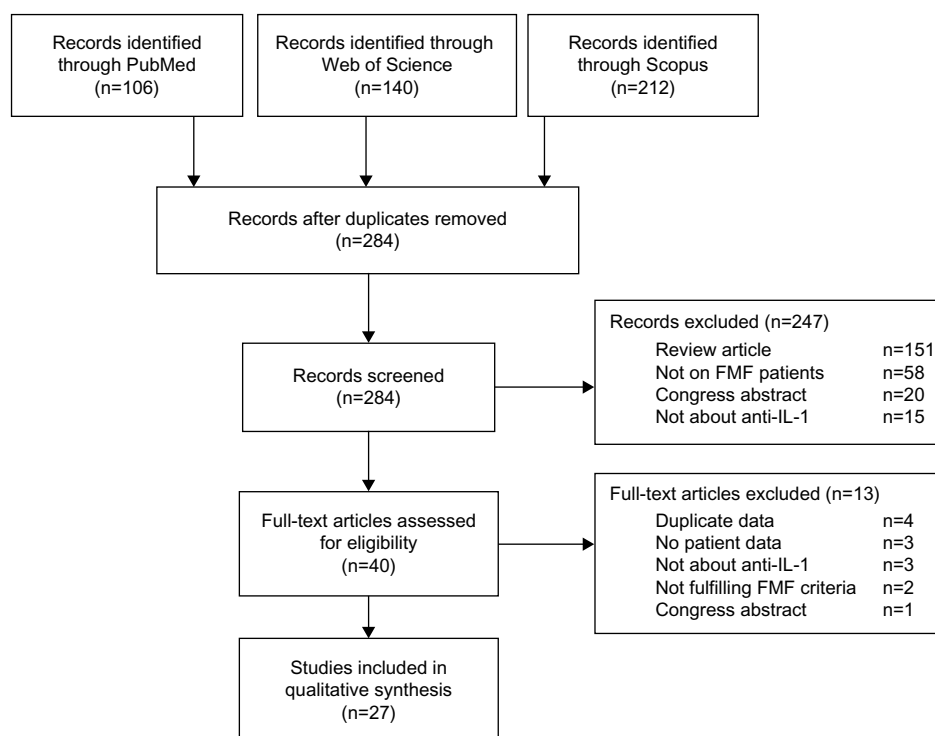 Records identified
through PubMed
(n=106)
Records identified through
Web of Science
(n=140)
Records identified
through Scopus
(n=212)
Records after duplicates removed
(n=284)
Records screened
(n=284)
Records excluded (n=247)
Review article n=151
Not on FMF patients n=58
Congress abstract n=20
Not about anti-IL-1 n=15
Full-text articles assessed
for eligibility
(n=40)
Full-text articles excluded (n=13)
Duplicate data n=4
No patient data n=3
Not about anti-IL-1 n=3
Not fulfilling FMF criteria n=2
Congress abstract n=1
Studies included in
qualitative synthesis
(n=27)